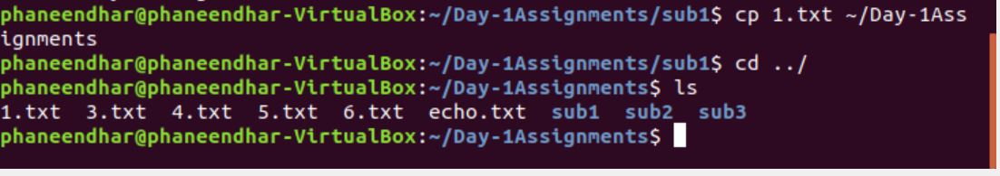 phaneendhar@phaneendhar-VirtualBox:~/Day-1Assignments/sub1$ cp 1.txt ~/Day-1Ass
ignments
phaneendhar@phaneendhar-VirtualBox:~/Day-1Assignments/sub1$ cd ../
phaneendhar@phaneendhar-VirtualBox:~/Day-1Assignments$ ls
1.txt  3.txt  4.txt  5.txt  6.txt  echo.txt  sub1  sub2  sub3
phaneendhar@phaneendhar-VirtualBox:~/Day-1Assignments$